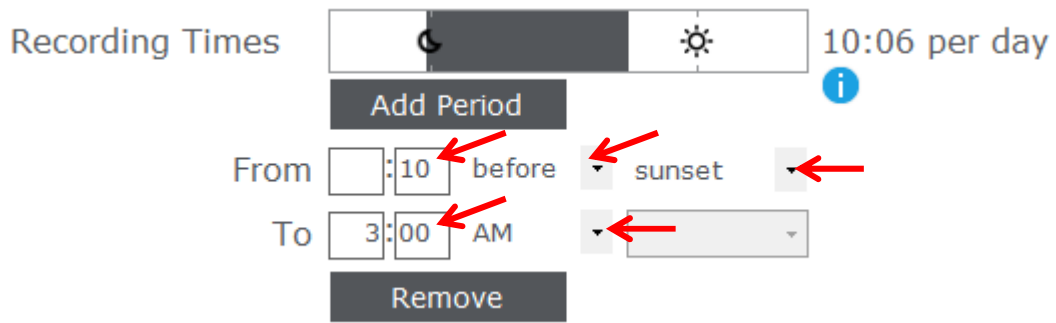 Recording Times 10:06 per day
i
Add Period
From :10 before sunset
To 3:00 AM
Remove